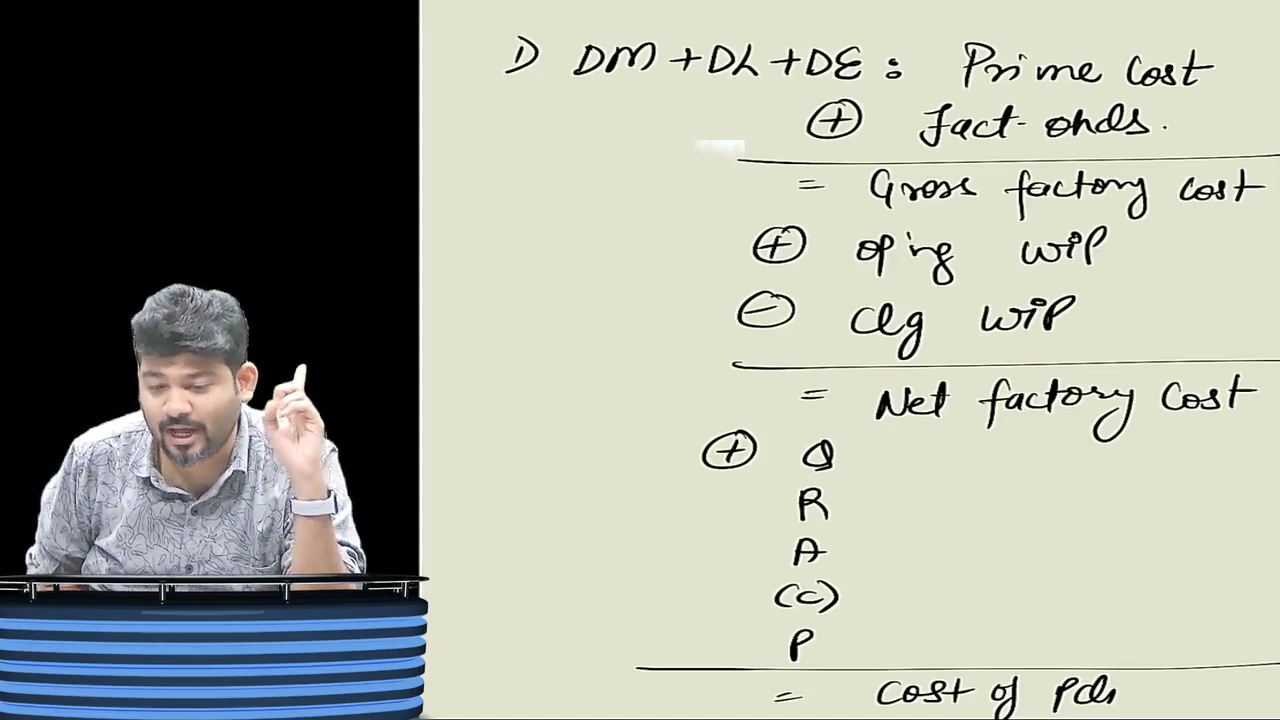 1) DM + DL + DE : Prime Cost
(+) Fact- ohds.
= Gross factory cost
(+) op'ing WIP
(-) Clg WIP
= Net factory Cost
(+) Q
R
A
(C)
P
= Cost of Pdn